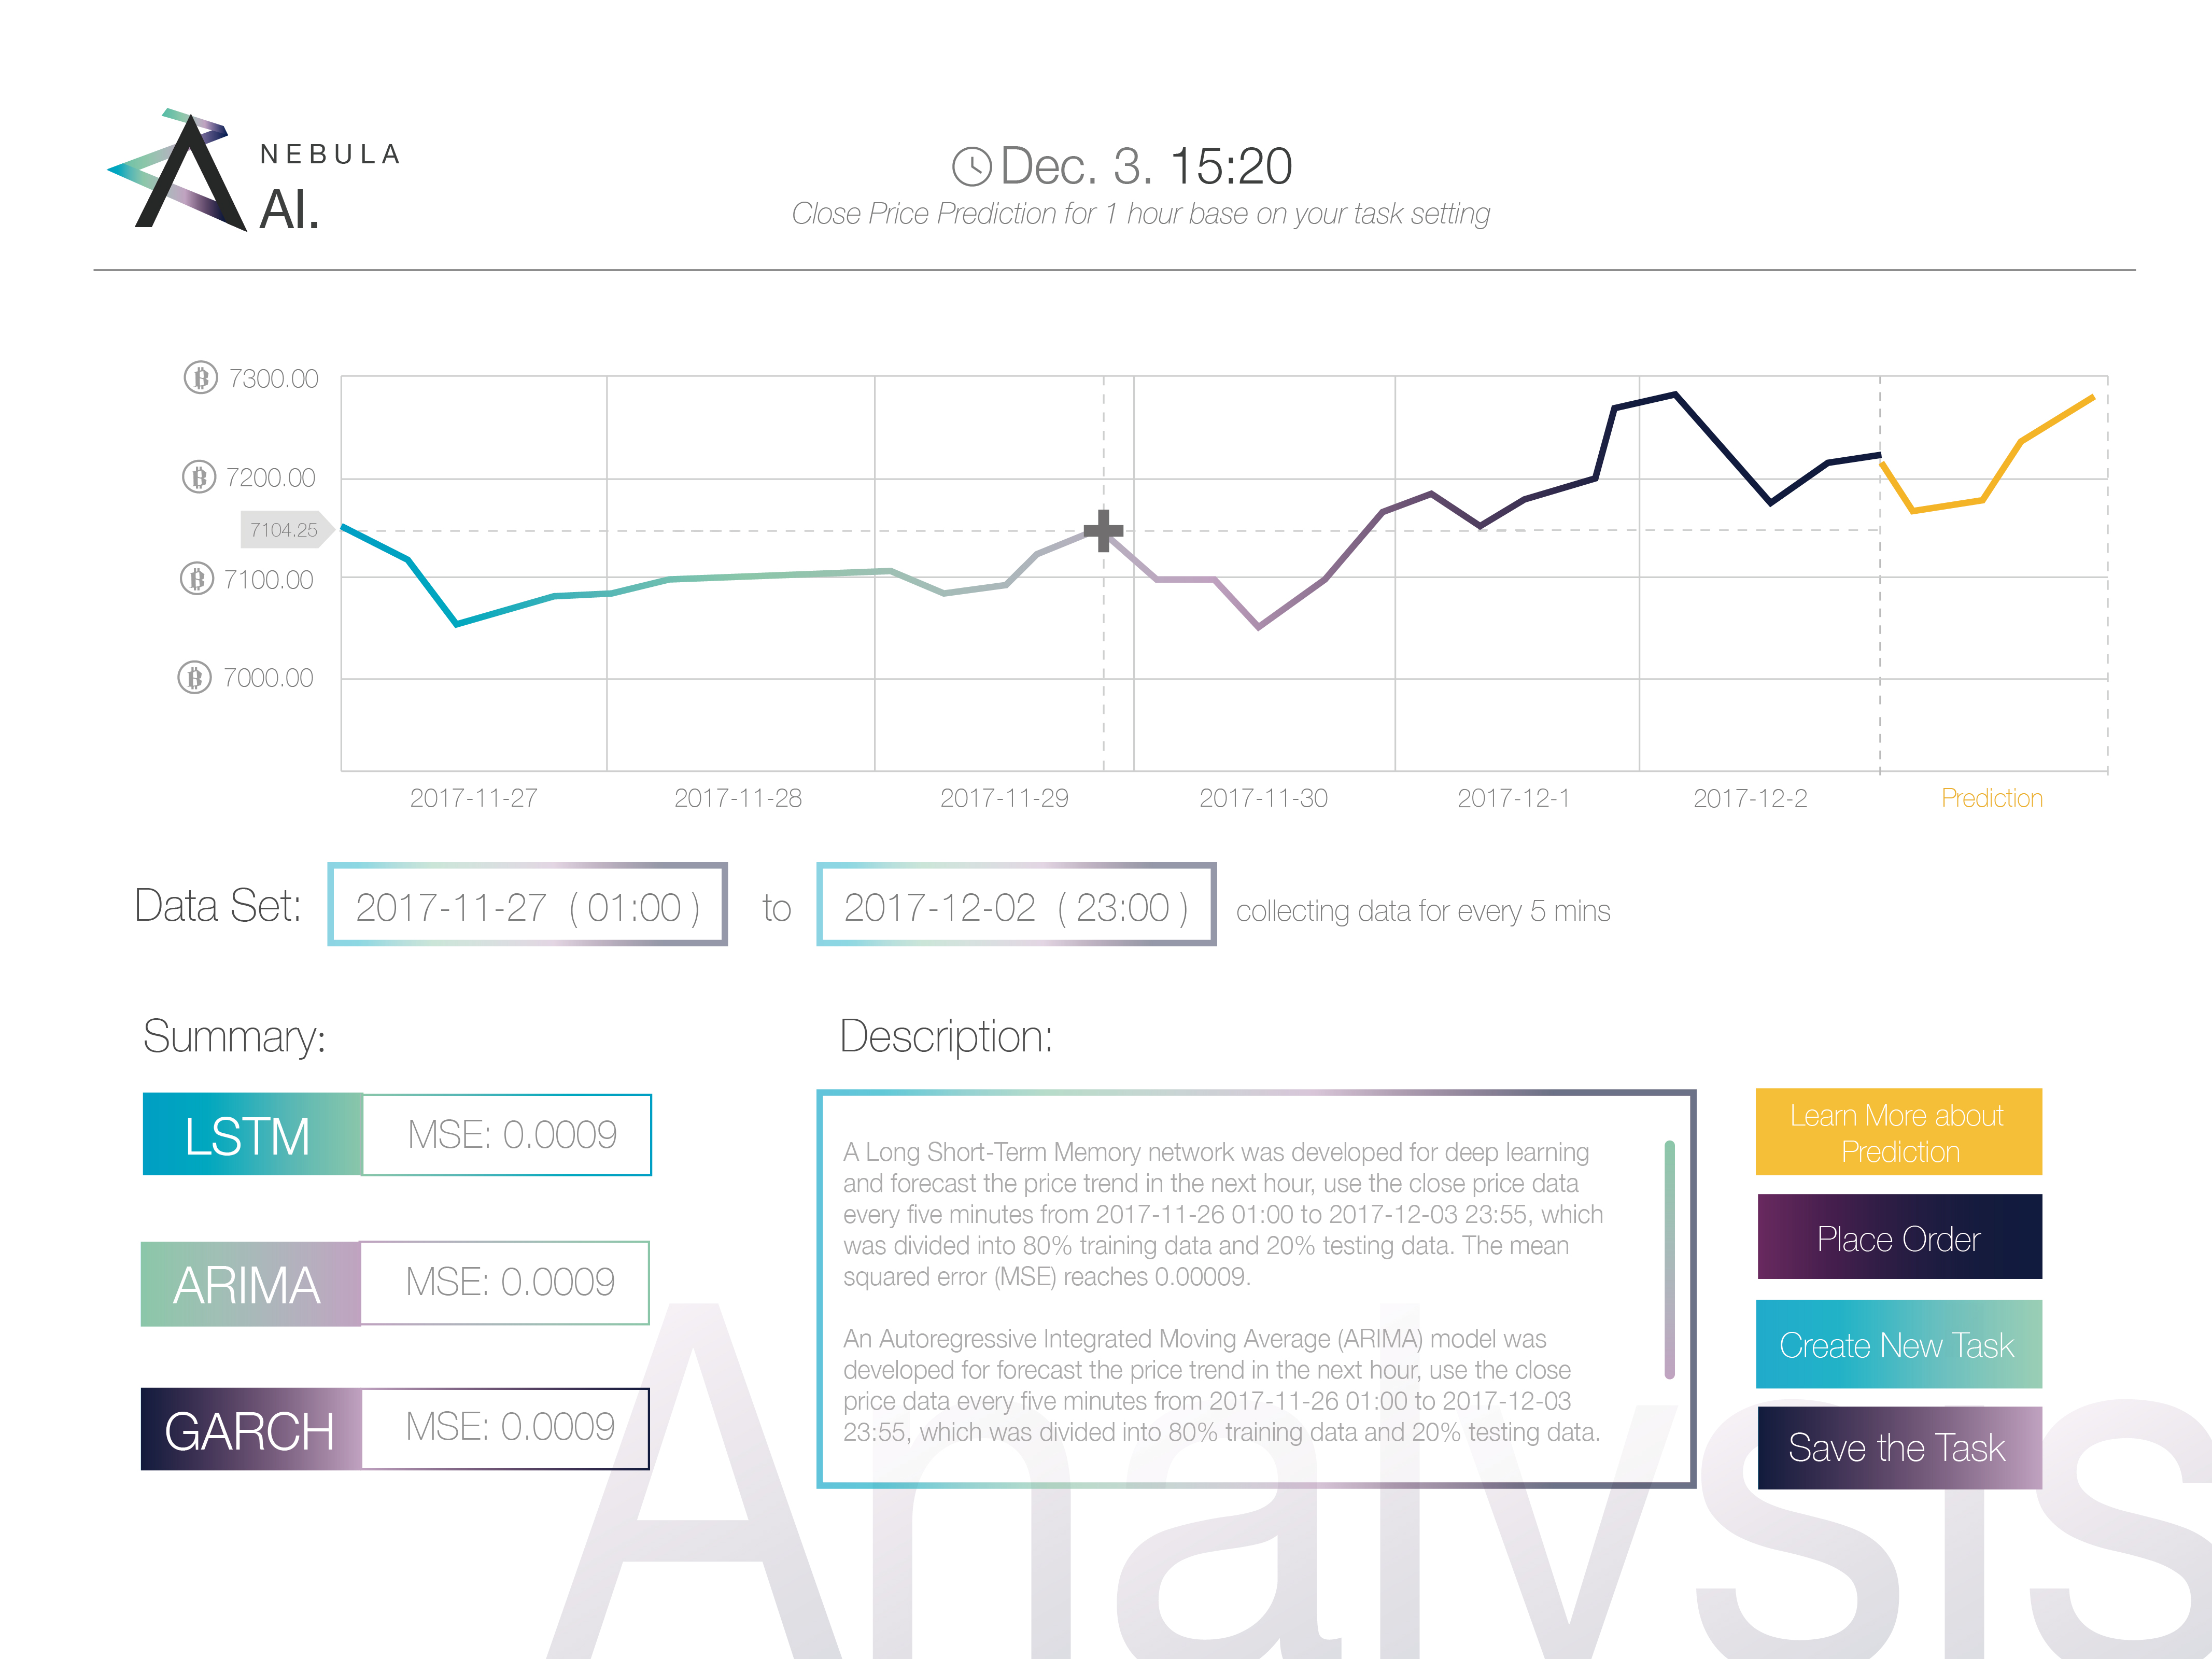 NEBULA
AI.
Dec. 3. 15:20
Close Price Prediction for 1 hour base on your task setting
7300.00
7200.00
7104.25
7100.00
7000.00
2017-11-27 2017-11-28 2017-11-29 2017-11-30 2017-12-1 2017-12-2 Prediction
Data Set: 2017-11-27 ( 01:00 ) to 2017-12-02 ( 23:00 ) collecting data for every 5 mins
Summary:
LSTM MSE: 0.0009
ARIMA MSE: 0.0009
GARCH MSE: 0.0009
Description:
A Long Short-Term Memory network was developed for deep learning
and forecast the price trend in the next hour, use the close price data
every five minutes from 2017-11-26 01:00 to 2017-12-03 23:55, which
was divided into 80% training data and 20% testing data. The mean
squared error (MSE) reaches 0.00009.
An Autoregressive Integrated Moving Average (ARIMA) model was
developed for forecast the price trend in the next hour, use the close
price data every five minutes from 2017-11-26 01:00 to 2017-12-03
23:55, which was divided into 80% training data and 20% testing data.
Learn More about
Prediction
Place Order
Create New Task
Save the Task
Analysis